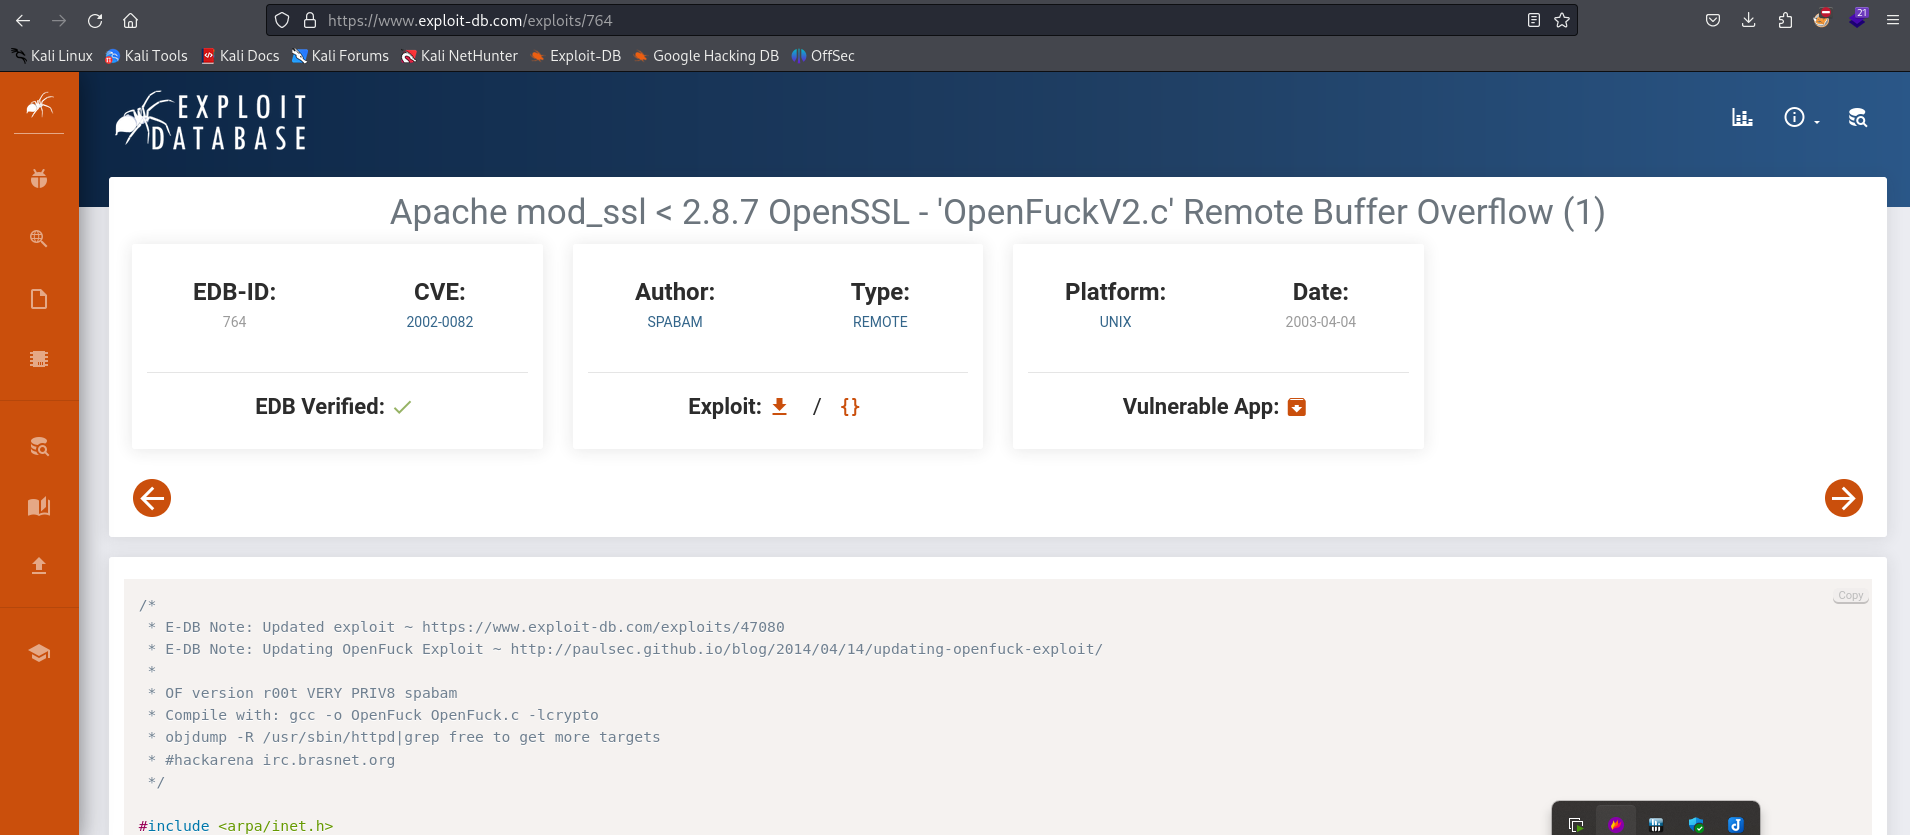 https://www.exploit-db.com/exploits/764
21
Kali Linux Kali Tools Kali Docs Kali Forums Kali NetHunter Exploit-DB Google Hacking DB OffSec
EXPLOIT
DATABASE
Apache mod_ssl < 2.8.7 OpenSSL - 'OpenFuckV2.c' Remote Buffer Overflow (1)
EDB-ID: CVE: Author: Type: Platform: Date:
764 2002-0082 SPABAM REMOTE UNIX 2003-04-04
EDB Verified: Exploit: / {} Vulnerable App:
Copy
/*
* E-DB Note: Updated exploit ~ https://www.exploit-db.com/exploits/47080
* E-DB Note: Updating OpenFuck Exploit ~ http://paulsec.github.io/blog/2014/04/14/updating-openfuck-exploit/
*
* OF version r00t VERY PRIV8 spabam
* Compile with: gcc -o OpenFuck OpenFuck.c -lcrypto
* objdump -R /usr/sbin/httpd|grep free to get more targets
* #hackarena irc.brasnet.org
*/
#include <arpa/inet.h>